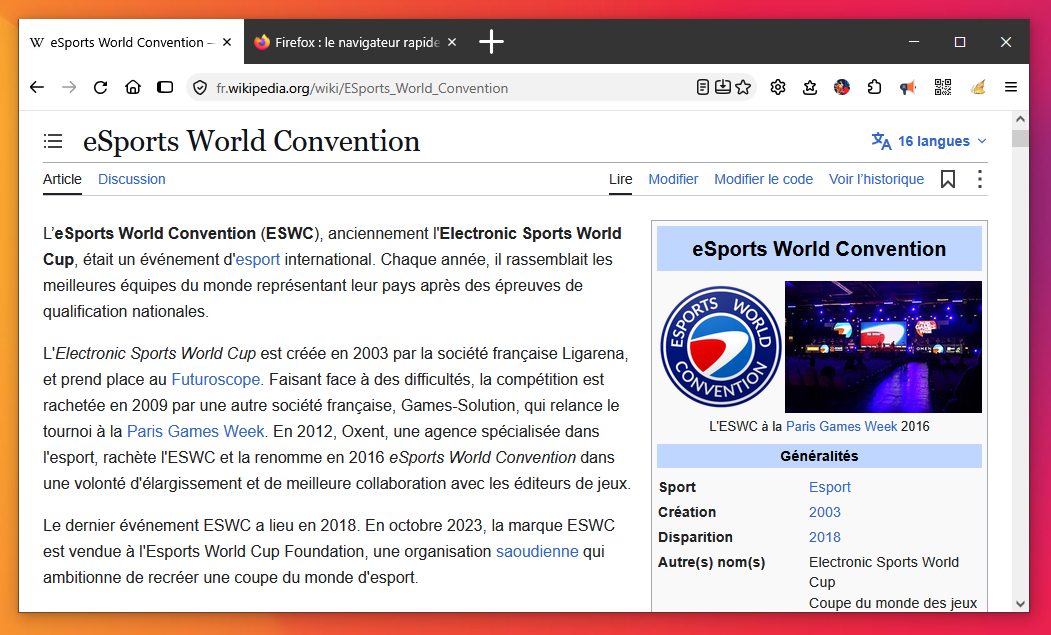 eSports World Convention –
Firefox : le navigateur rapide
fr.wikipedia.org/wiki/ESports_World_Convention
eSports World Convention
16 langues
Article Discussion Lire Modifier Modifier le code Voir l’historique
L’eSports World Convention (ESWC), anciennement l'Electronic Sports World
Cup, était un événement d'esport international. Chaque année, il rassemblait les
meilleures équipes du monde représentant leur pays après des épreuves de
qualification nationales.
L'Electronic Sports World Cup est créée en 2003 par la société française Ligarena,
et prend place au Futuroscope. Faisant face à des difficultés, la compétition est
rachetée en 2009 par une autre société française, Games-Solution, qui relance le
tournoi à la Paris Games Week. En 2012, Oxent, une agence spécialisée dans
l'esport, rachète l'ESWC et la renomme en 2016 eSports World Convention dans
une volonté d'élargissement et de meilleure collaboration avec les éditeurs de jeux.
Le dernier événement ESWC a lieu en 2018. En octobre 2023, la marque ESWC
est vendue à l'Esports World Cup Foundation, une organisation saoudienne qui
ambitionne de recréer une coupe du monde d'esport.
eSports World Convention
ESPORTS WORLD CONVENTION
L'ESWC à la Paris Games Week 2016
Généralités
Sport Esport
Création 2003
Disparition 2018
Autre(s) nom(s) Electronic Sports World
Cup
Coupe du monde des jeux